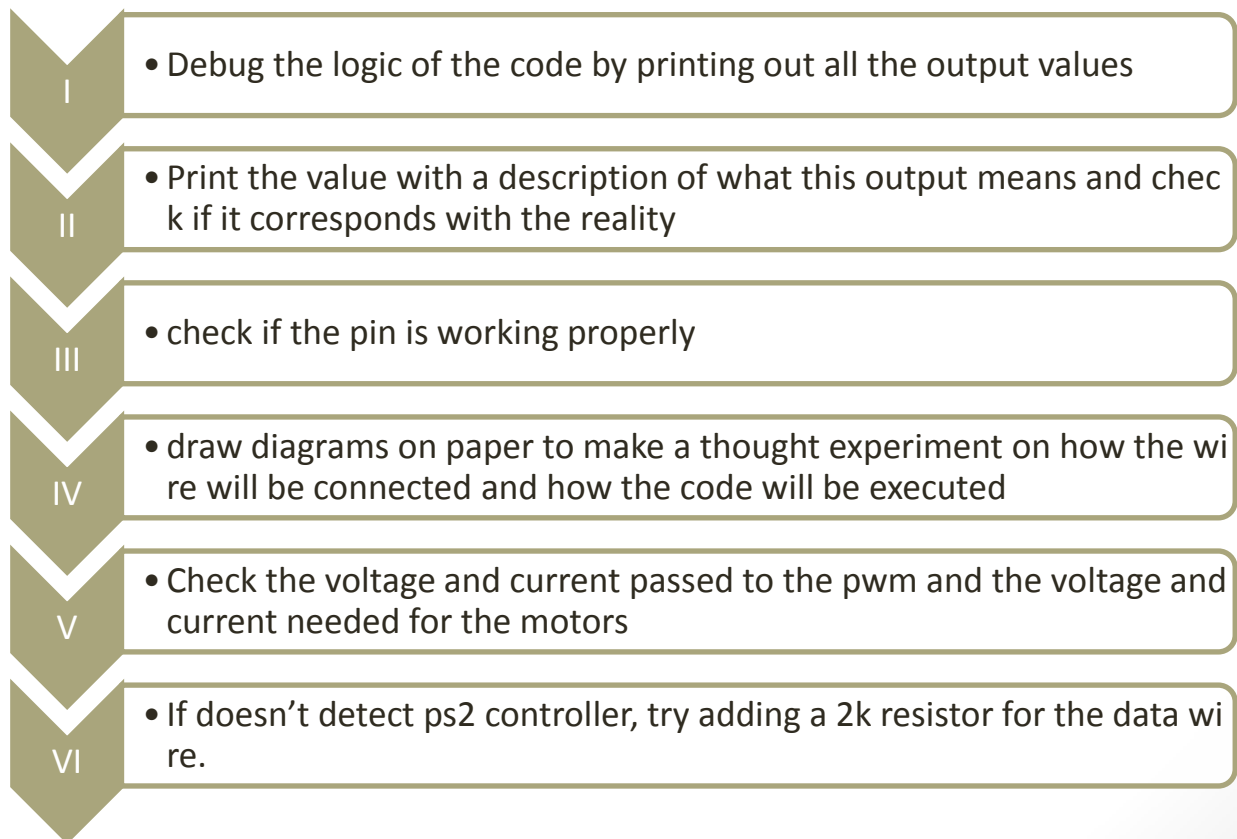 I
• Debug the logic of the code by printing out all the output values
II
• Print the value with a description of what this output means and chec
k if it corresponds with the reality
III
• check if the pin is working properly
IV
• draw diagrams on paper to make a thought experiment on how the wi
re will be connected and how the code will be executed
V
• Check the voltage and current passed to the pwm and the voltage and
current needed for the motors
VI
• If doesn’t detect ps2 controller, try adding a 2k resistor for the data wi
re.